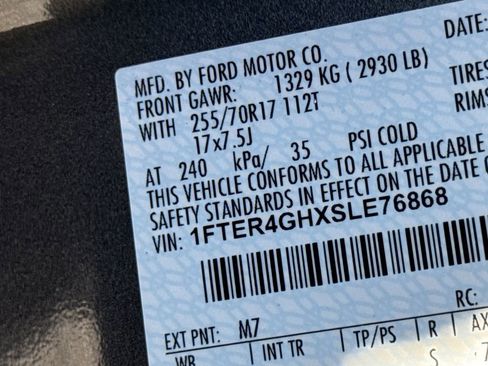 DATE:
MFD. BY FORD MOTOR CO.
FRONT GAWR: 1329 KG ( 2930 LB)
WITH 255/70R17 112T TIRES
17x7.5J RIMS
AT 240 kPa/ 35 PSI COLD
THIS VEHICLE CONFORMS TO ALL APPLICABLE
SAFETY STANDARDS IN EFFECT ON THE DATE O
VIN: 1FTER4GHXSLE76868
RC:
EXT PNT: M7
WB INT TR TP/PS R AX
S 7